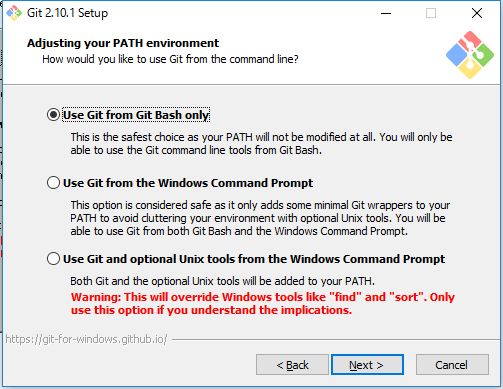 Git 2.10.1 Setup
Adjusting your PATH environment
How would you like to use Git from the command line?
Use Git from Git Bash only
This is the safest choice as your PATH will not be modified at all. You will only be
able to use the Git command line tools from Git Bash.
Use Git from the Windows Command Prompt
This option is considered safe as it only adds some minimal Git wrappers to your
PATH to avoid cluttering your environment with optional Unix tools. You will be
able to use Git from both Git Bash and the Windows Command Prompt.
Use Git and optional Unix tools from the Windows Command Prompt
Both Git and the optional Unix tools will be added to your PATH.
Warning: This will override Windows tools like "find" and "sort". Only
use this option if you understand the implications.
https://git-for-windows.github.io/
< Back Next > Cancel